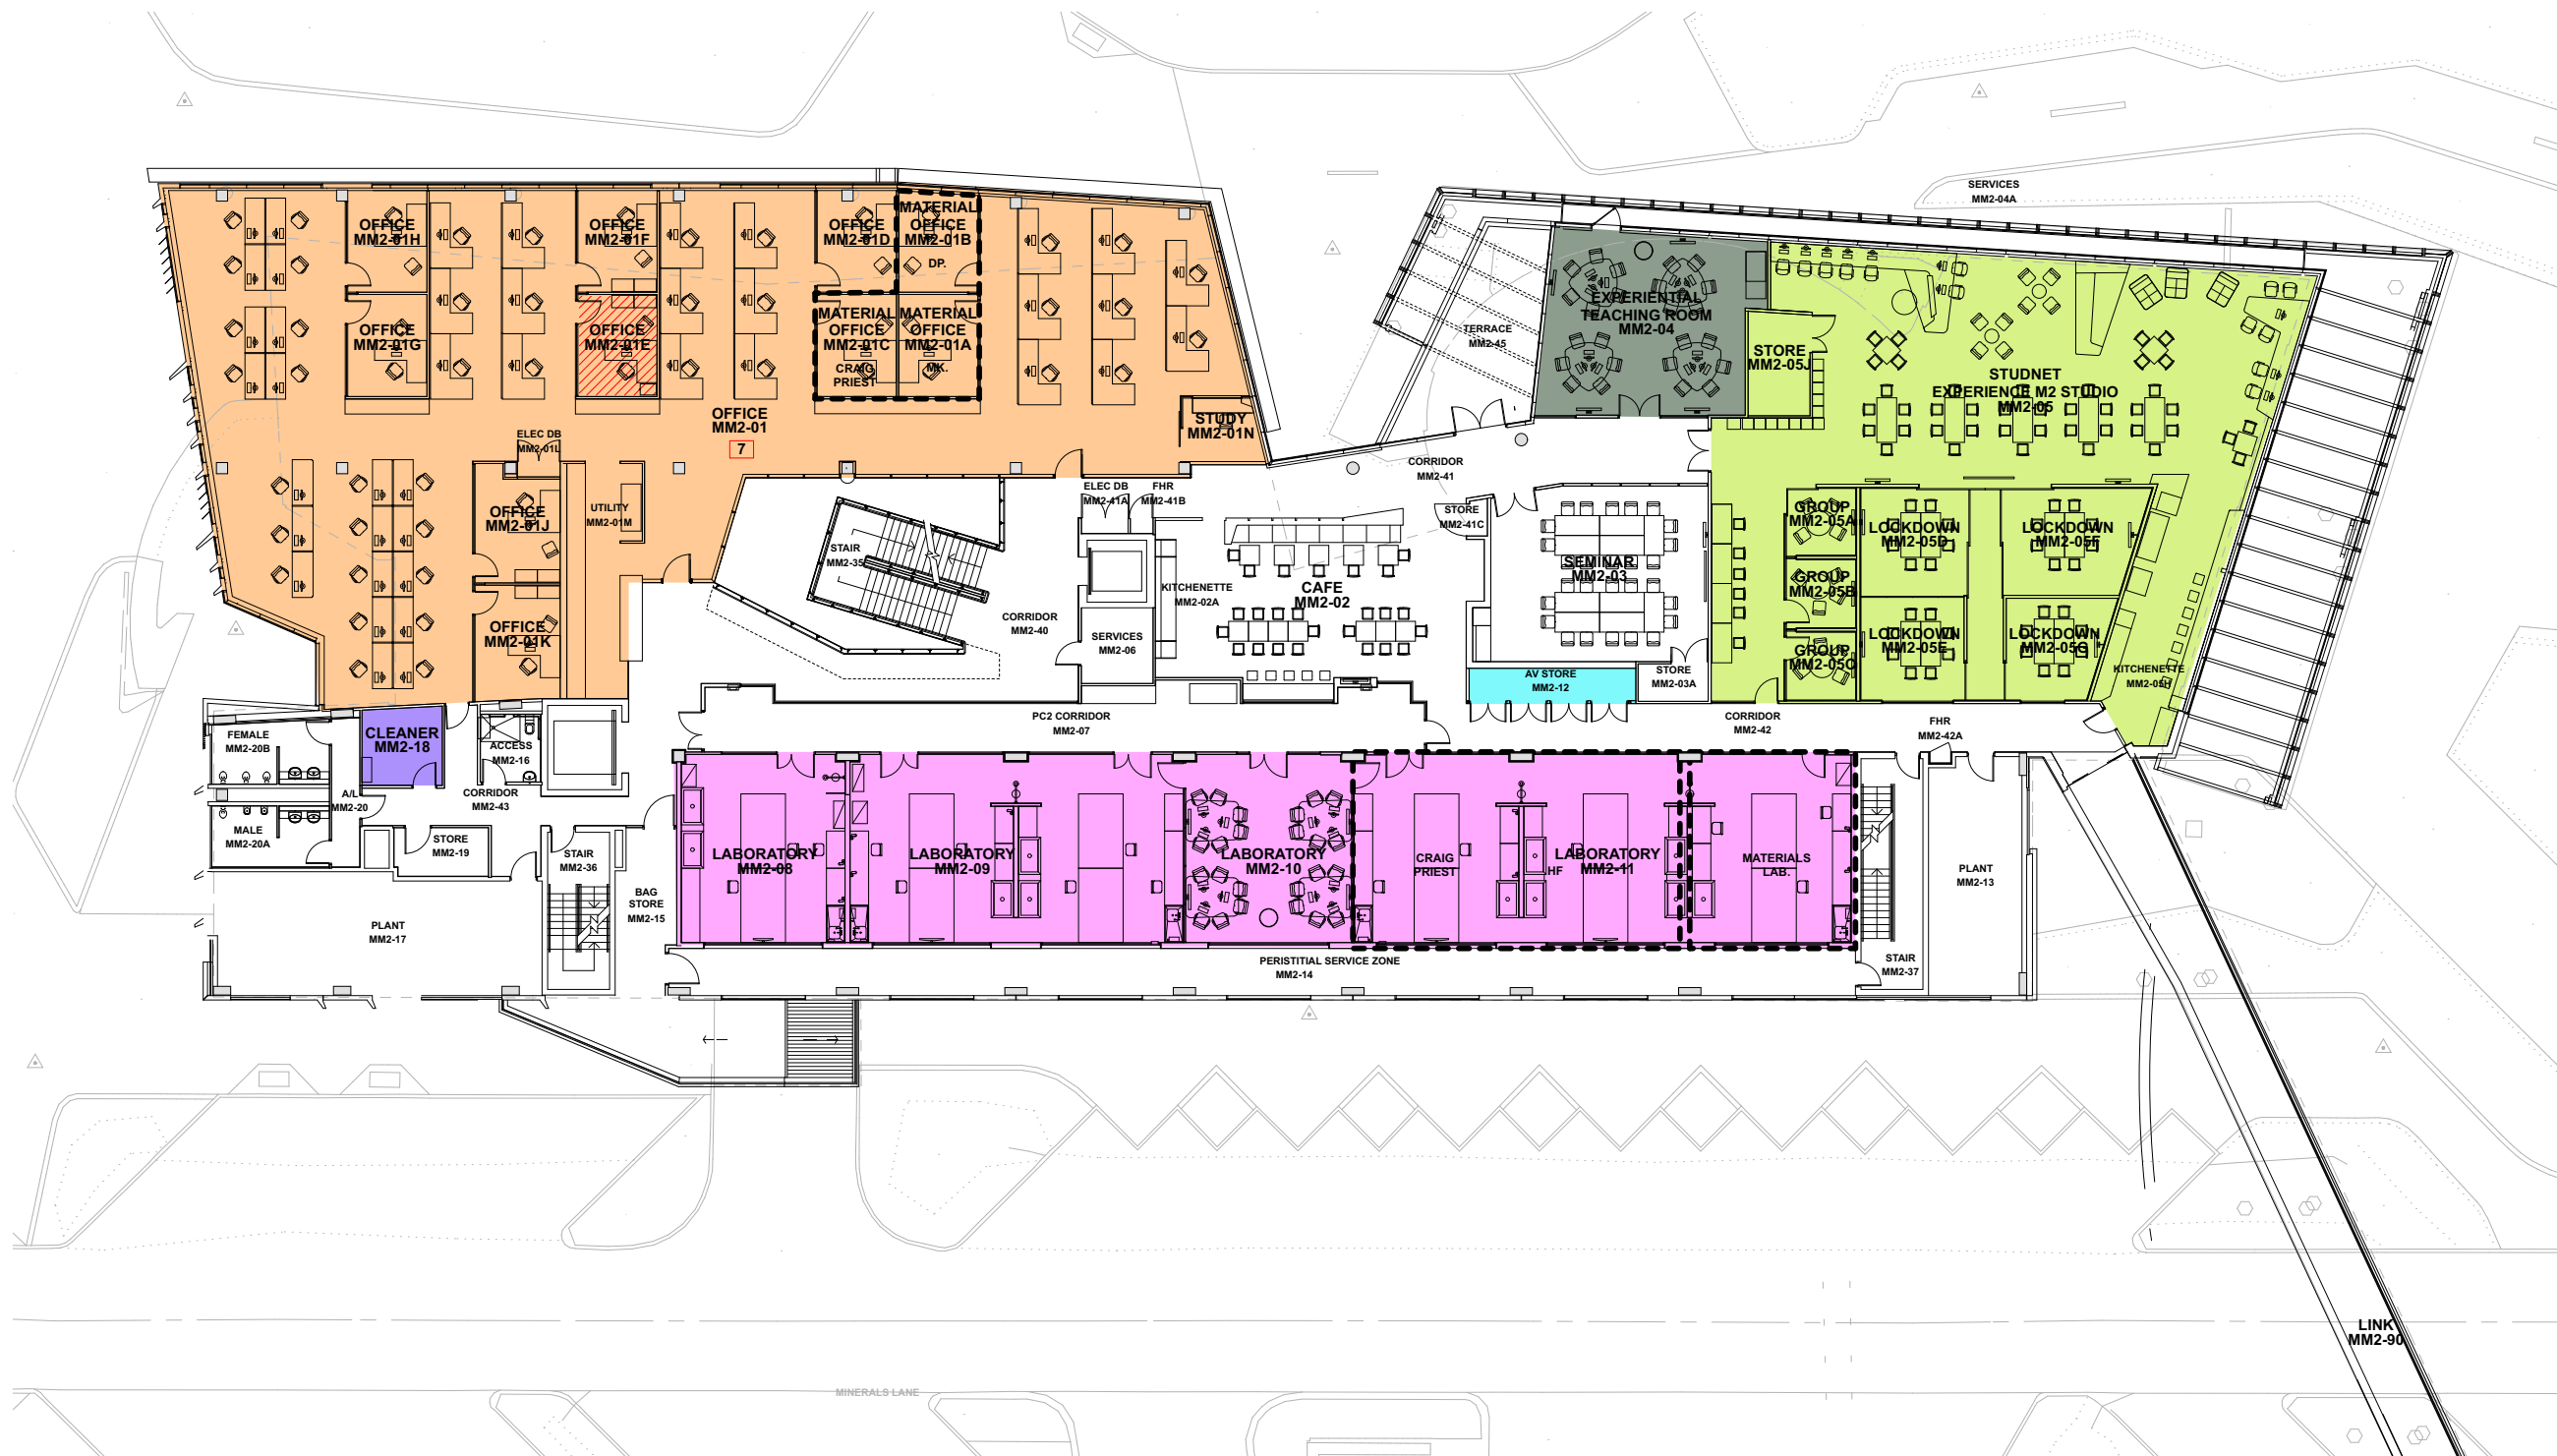 SERVICES
MM2-04A
OFFICE
MM2-01H
OFFICE
MM2-01F
OFFICE
MM2-01D
MATERIAL
OFFICE
MM2-01B
DP.
OFFICE
MM2-01G
OFFICE
MM2-01E
MATERIAL
OFFICE
MM2-01C
CRAIG
PRIEST
MATERIAL
OFFICE
MM2-01A
MK.
OFFICE
MM2-01
7
STUDY
MM2-01N
TERRACE
MM2-45
EXPERIENTIAL
TEACHING ROOM
MM2-04
STORE
MM2-05J
STUDNET
EXPERIENCE M2 STUDIO
MM2-05
ELEC DB
MM2-01L
OFFICE
MM2-01J
UTILITY
MM2-01M
OFFICE
MM2-01K
STAIR
MM2-35
CORRIDOR
MM2-40
ELEC DB
MM2-41A
FHR
MM2-41B
SERVICES
MM2-06
KITCHENETTE
MM2-02A
CAFE
MM2-02
CORRIDOR
MM2-41
STORE
MM2-41C
SEMINAR
MM2-03
STORE
MM2-03A
AV STORE
MM2-12
GROUP
MM2-05A
GROUP
MM2-05B
GROUP
MM2-05C
LOCKDOWN
MM2-05D
LOCKDOWN
MM2-05F
LOCKDOWN
MM2-05E
LOCKDOWN
MM2-05G
KITCHENETTE
MM2-05H
FEMALE
MM2-20B
CLEANER
MM2-18
ACCESS
MM2-16
A/L
MM2-20
CORRIDOR
MM2-43
MALE
MM2-20A
STORE
MM2-19
STAIR
MM2-36
BAG
STORE
MM2-15
PLANT
MM2-17
PC2 CORRIDOR
MM2-07
CORRIDOR
MM2-42
FHR
MM2-42A
LABORATORY
MM2-08
LABORATORY
MM2-09
LABORATORY
MM2-10
CRAIG
PRIEST
HF
LABORATORY
MM2-11
MATERIALS
LAB.
PLANT
MM2-13
STAIR
MM2-37
PERISTITIAL SERVICE ZONE
MM2-14
LINK
MM2-90
MINERALS LANE